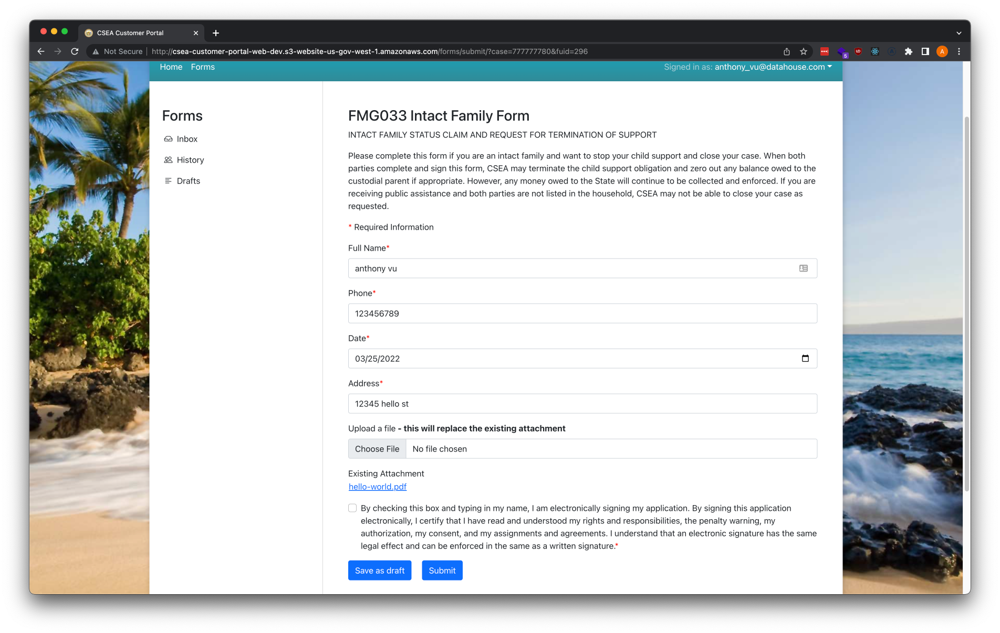 CSEA Customer Portal
Not Secure http://csea-customer-portal-web-dev.s3-website-us-gov-west-1.amazonaws.com/forms/submit/?case=777777780&fuid=296
5
A
Home Forms
Signed in as: anthony_vu@datahouse.com
Forms
Inbox
History
Drafts
FMG033 Intact Family Form
INTACT FAMILY STATUS CLAIM AND REQUEST FOR TERMINATION OF SUPPORT
Please complete this form if you are an intact family and want to stop your child support and close your case. When both
parties complete and sign this form, CSEA may terminate the child support obligation and zero out any balance owed to the
custodial parent if appropriate. However, any money owed to the State will continue to be collected and enforced. If you are
receiving public assistance and both parties are not listed in the household, CSEA may not be able to close your case as
requested.
* Required Information
Full Name*
anthony vu
Phone*
123456789
Date*
03/25/2022
Address*
12345 hello st
Upload a file - this will replace the existing attachment
Choose File No file chosen
Existing Attachment
hello-world.pdf
By checking this box and typing in my name, I am electronically signing my application. By signing this application
electronically, I certify that I have read and understood my rights and responsibilities, the penalty warning, my
authorization, my consent, and my assignments and agreements. I understand that an electronic signature has the same
legal effect and can be enforced in the same as a written signature.*
Save as draft Submit